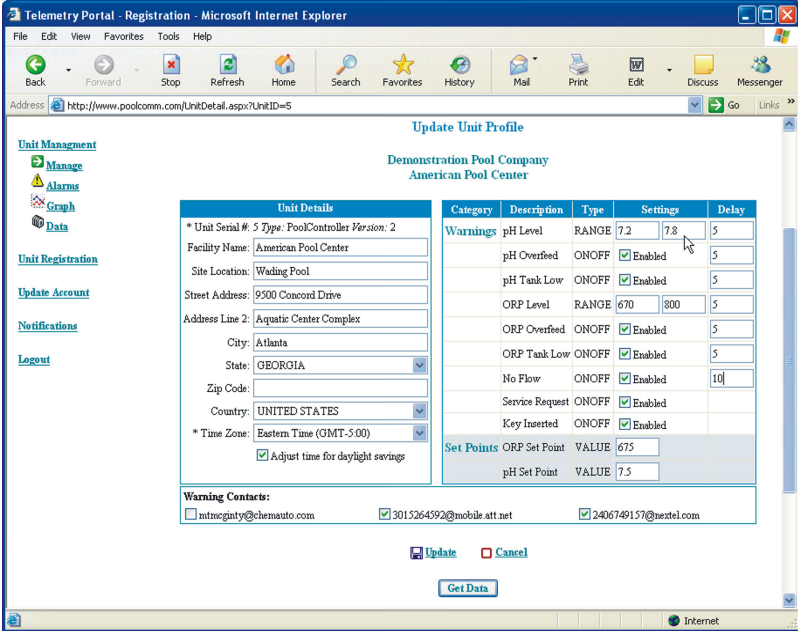 Telemetry Portal - Registration - Microsoft Internet Explorer
File Edit View Favorites Tools Help
Back Forward Stop Refresh Home Search Favorites History Mail Print Edit Discuss Messenger
Address http://www.poolcomm.com/UnitDetail.aspx?UnitID=5 Go Links »
Update Unit Profile
Unit Managment
Manage
Alarms
Graph
Data
Unit Registration
Update Account
Notifications
Logout
Demonstration Pool Company
American Pool Center
Unit Details
* Unit Serial #: 5 Type: PoolController Version: 2
Facility Name: American Pool Center
Site Location: Wading Pool
Street Address: 9500 Concord Drive
Address Line 2: Aquatic Center Complex
City: Atlanta
State: GEORGIA
Zip Code:
Country: UNITED STATES
* Time Zone: Eastern Time (GMT-5:00)
Adjust time for daylight savings
Category Description Type Settings Delay
Warnings pH Level RANGE 7.2 7.8 5
pH Overfeed ONOFF Enabled 5
pH Tank Low ONOFF Enabled 5
ORP Level RANGE 670 800 5
ORP Overfeed ONOFF Enabled 5
ORP Tank Low ONOFF Enabled 5
No Flow ONOFF Enabled 10
Service Request ONOFF Enabled
Key Inserted ONOFF Enabled
Set Points ORP Set Point VALUE 675
pH Set Point VALUE 7.5
Warning Contacts:
mtmcginty@chemauto.com 3015264592@mobile.att.net 2406749157@nextel.com
Update Cancel
Get Data
Internet